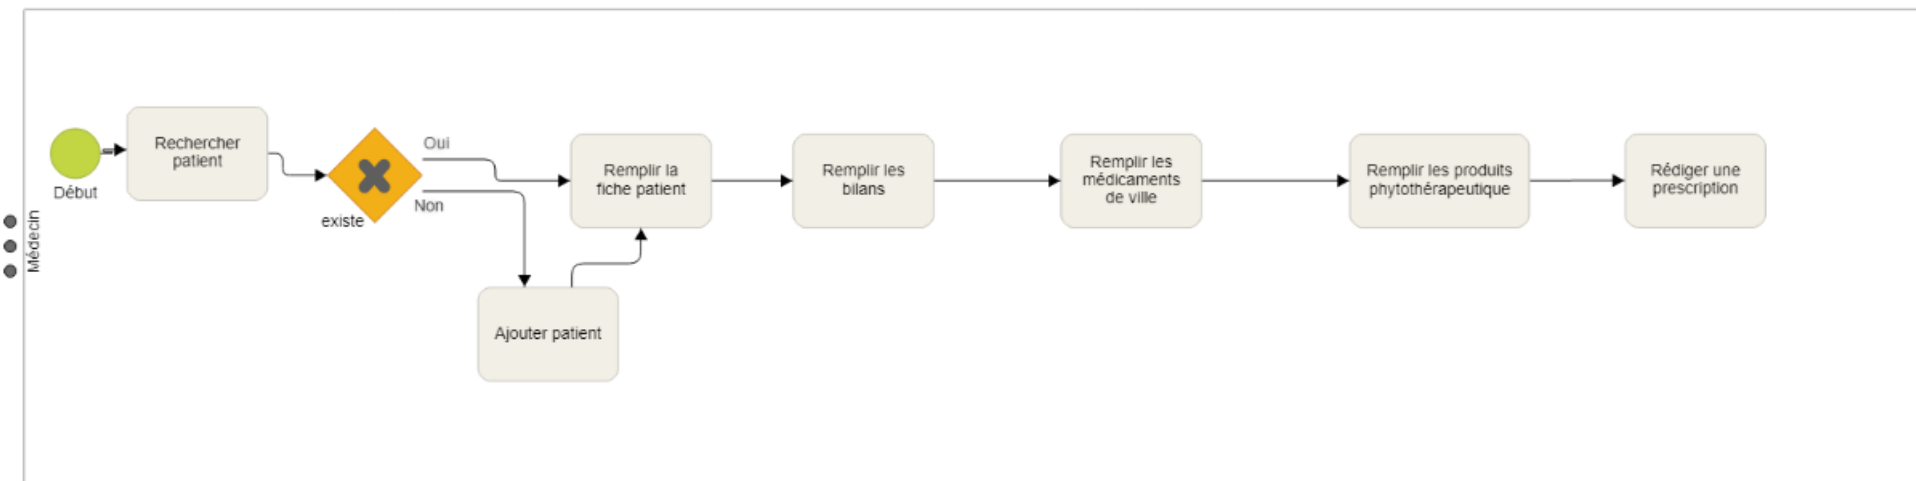 Médecin
Début
Rechercher
patient
existe
Oui
Non
Ajouter patient
Remplir la
fiche patient
Remplir les
bilans
Remplir les
médicaments
de ville
Remplir les produits
phytothérapeutique
Rédiger une
prescription